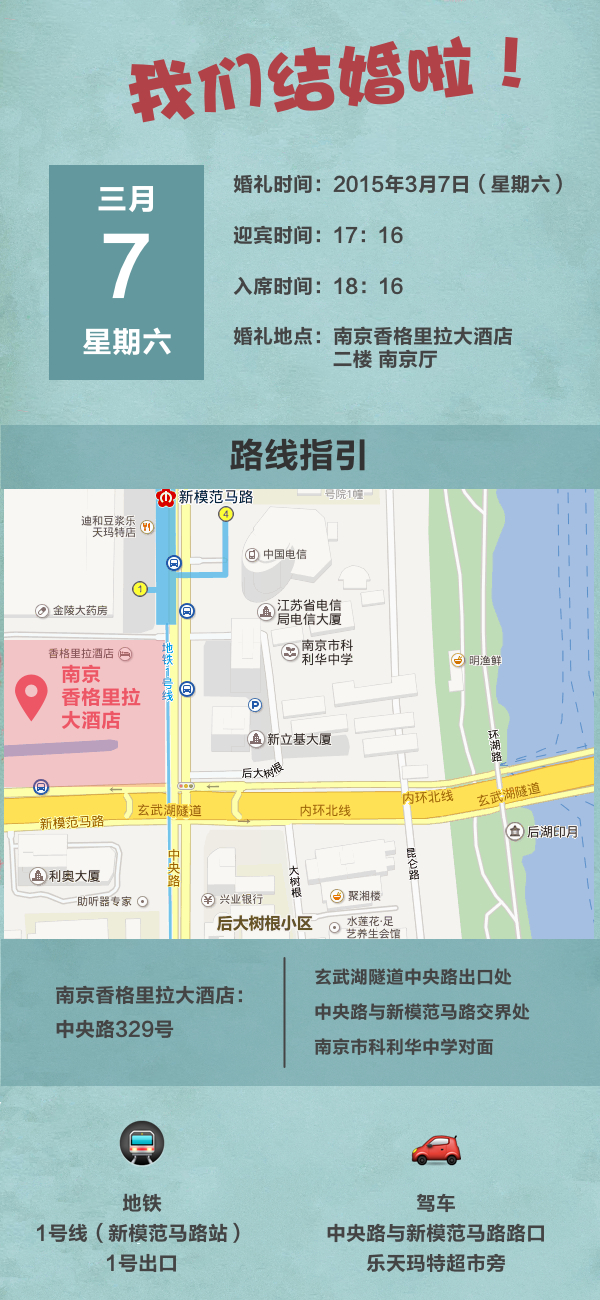 我们结婚啦！
三月
7
星期六
婚礼时间：2015年3月7日（星期六）
迎宾时间：17：16
入席时间：18：16
婚礼地点：南京香格里拉大酒店
二楼 南京厅
路线指引
新模范马路
号院1幢
迪和豆浆乐
天玛特店
4
中国电信
1
金陵大药房
江苏省电信
局电信大厦
地铁1号线
南京市科
利华中学
香格里拉酒店
明渔鲜
南京
香格里拉
大酒店
P
新立基大厦
环湖路
后大树根
玄武湖隧道
内环北线
内环北线
玄武湖隧道
新模范马路
后湖印月
中央路
利奥大厦
大树根
昆仑路
助听器专家
兴业银行
聚湘楼
后大树根小区
水莲花·足
艺养生会馆
南京香格里拉大酒店：
中央路329号
玄武湖隧道中央路出口处
中央路与新模范马路交界处
南京市科利华中学对面
地铁
1号线（新模范马路站）
1号出口
驾车
中央路与新模范马路路口
乐天玛特超市旁